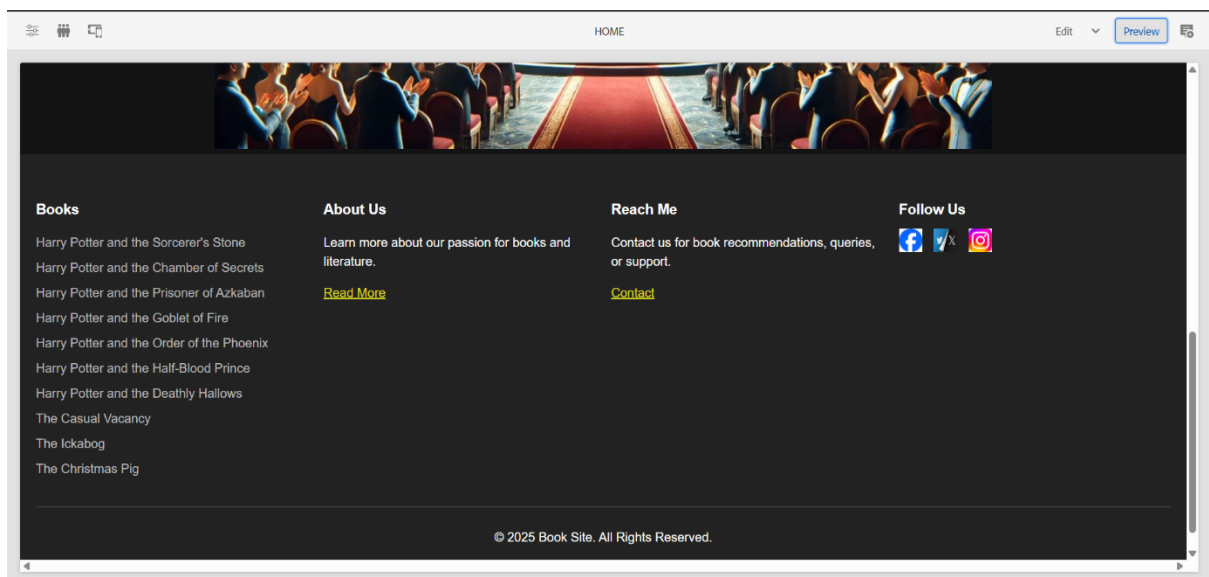 HOME
Edit
Preview
Books
Harry Potter and the Sorcerer's Stone
Harry Potter and the Chamber of Secrets
Harry Potter and the Prisoner of Azkaban
Harry Potter and the Goblet of Fire
Harry Potter and the Order of the Phoenix
Harry Potter and the Half-Blood Prince
Harry Potter and the Deathly Hallows
The Casual Vacancy
The Ickabog
The Christmas Pig
About Us
Learn more about our passion for books and
literature.
Read More
Reach Me
Contact us for book recommendations, queries,
or support.
Contact
Follow Us
© 2025 Book Site. All Rights Reserved.